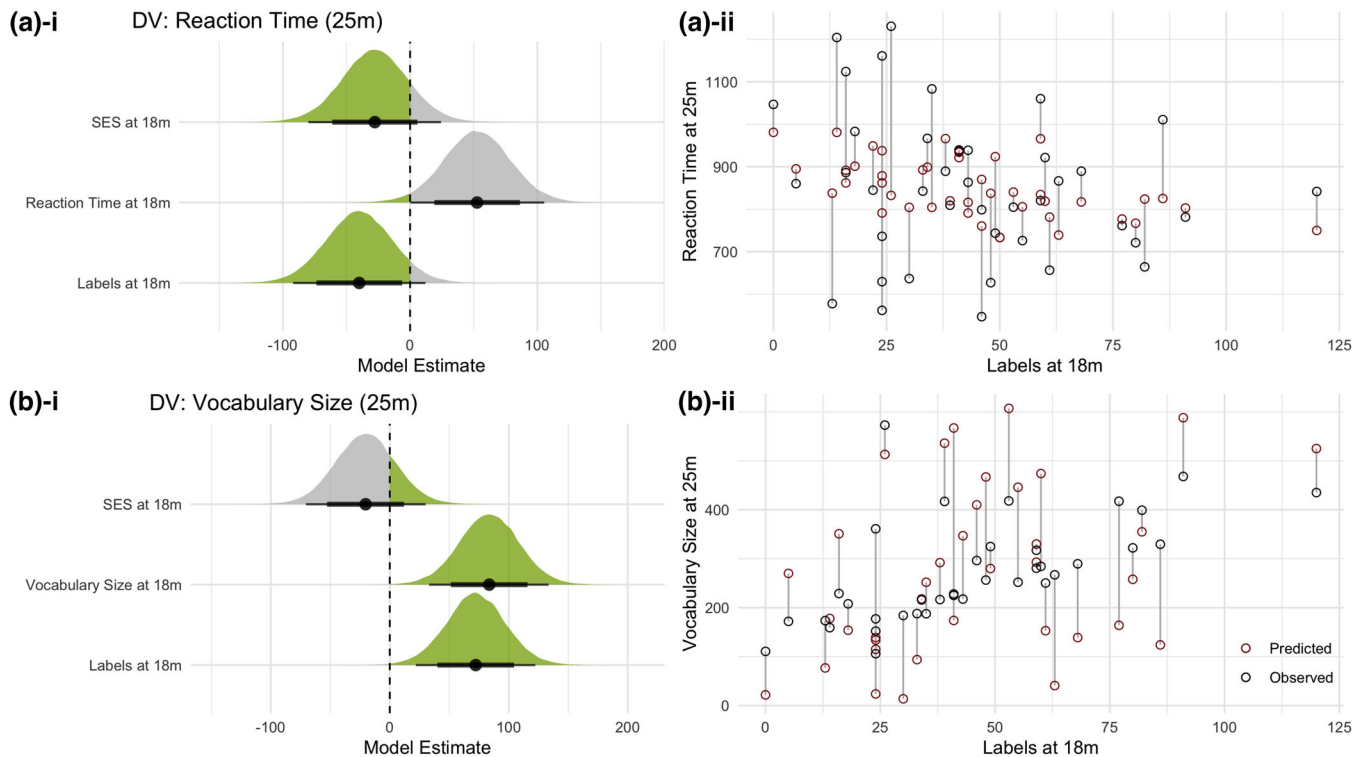 (a)-i
DV: Reaction Time (25m)
SES at 18m
Reaction Time at 18m
Labels at 18m
-100
0
100
200
Model Estimate
(a)-ii
Reaction Time at 25m
1100
900
700
0
25
50
75
100
125
Labels at 18m
(b)-i
DV: Vocabulary Size (25m)
SES at 18m
Vocabulary Size at 18m
Labels at 18m
-100
0
100
200
Model Estimate
(b)-ii
Vocabulary Size at 25m
400
200
0
Predicted
Observed
0
25
50
75
100
125
Labels at 18m